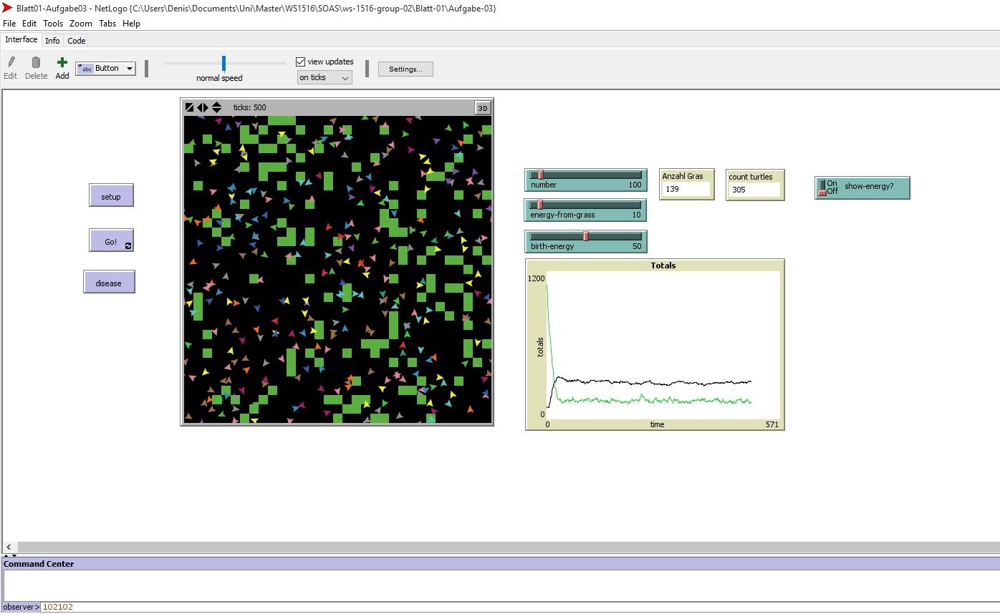 Blatt01-Aufgabe03 - NetLogo {C:\Users\Denis\Documents\Uni\Master\WS1516\SOAS\ws-1516-group-02\Blatt-01\Aufgabe-03}
File Edit Tools Zoom Tabs Help
Interface Info Code
Edit Delete Add abc Button normal speed view updates on ticks Settings...
ticks: 500 3D
setup
Go!
disease
number 100
energy-from-grass 10
birth-energy 50
Anzahl Gras
139
count turtles
305
On
Off
show-energy?
Totals
1200
totals
0
0 time 571
Command Center
observer> 102102